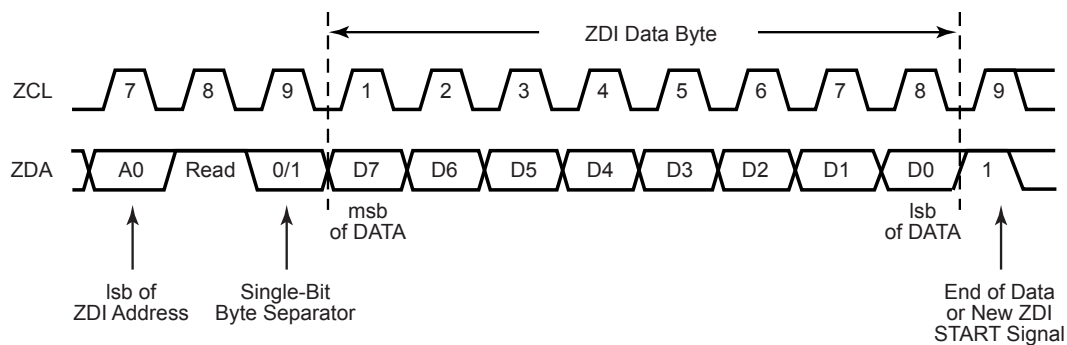 ZDI Data Byte
ZCL 7 8 9 1 2 3 4 5 6 7 8 9
ZDA A0 Read 0/1 D7 D6 D5 D4 D3 D2 D1 D0 1
msb
of DATA
lsb
of DATA
lsb of
ZDI Address
Single-Bit
Byte Separator
End of Data
or New ZDI
START Signal